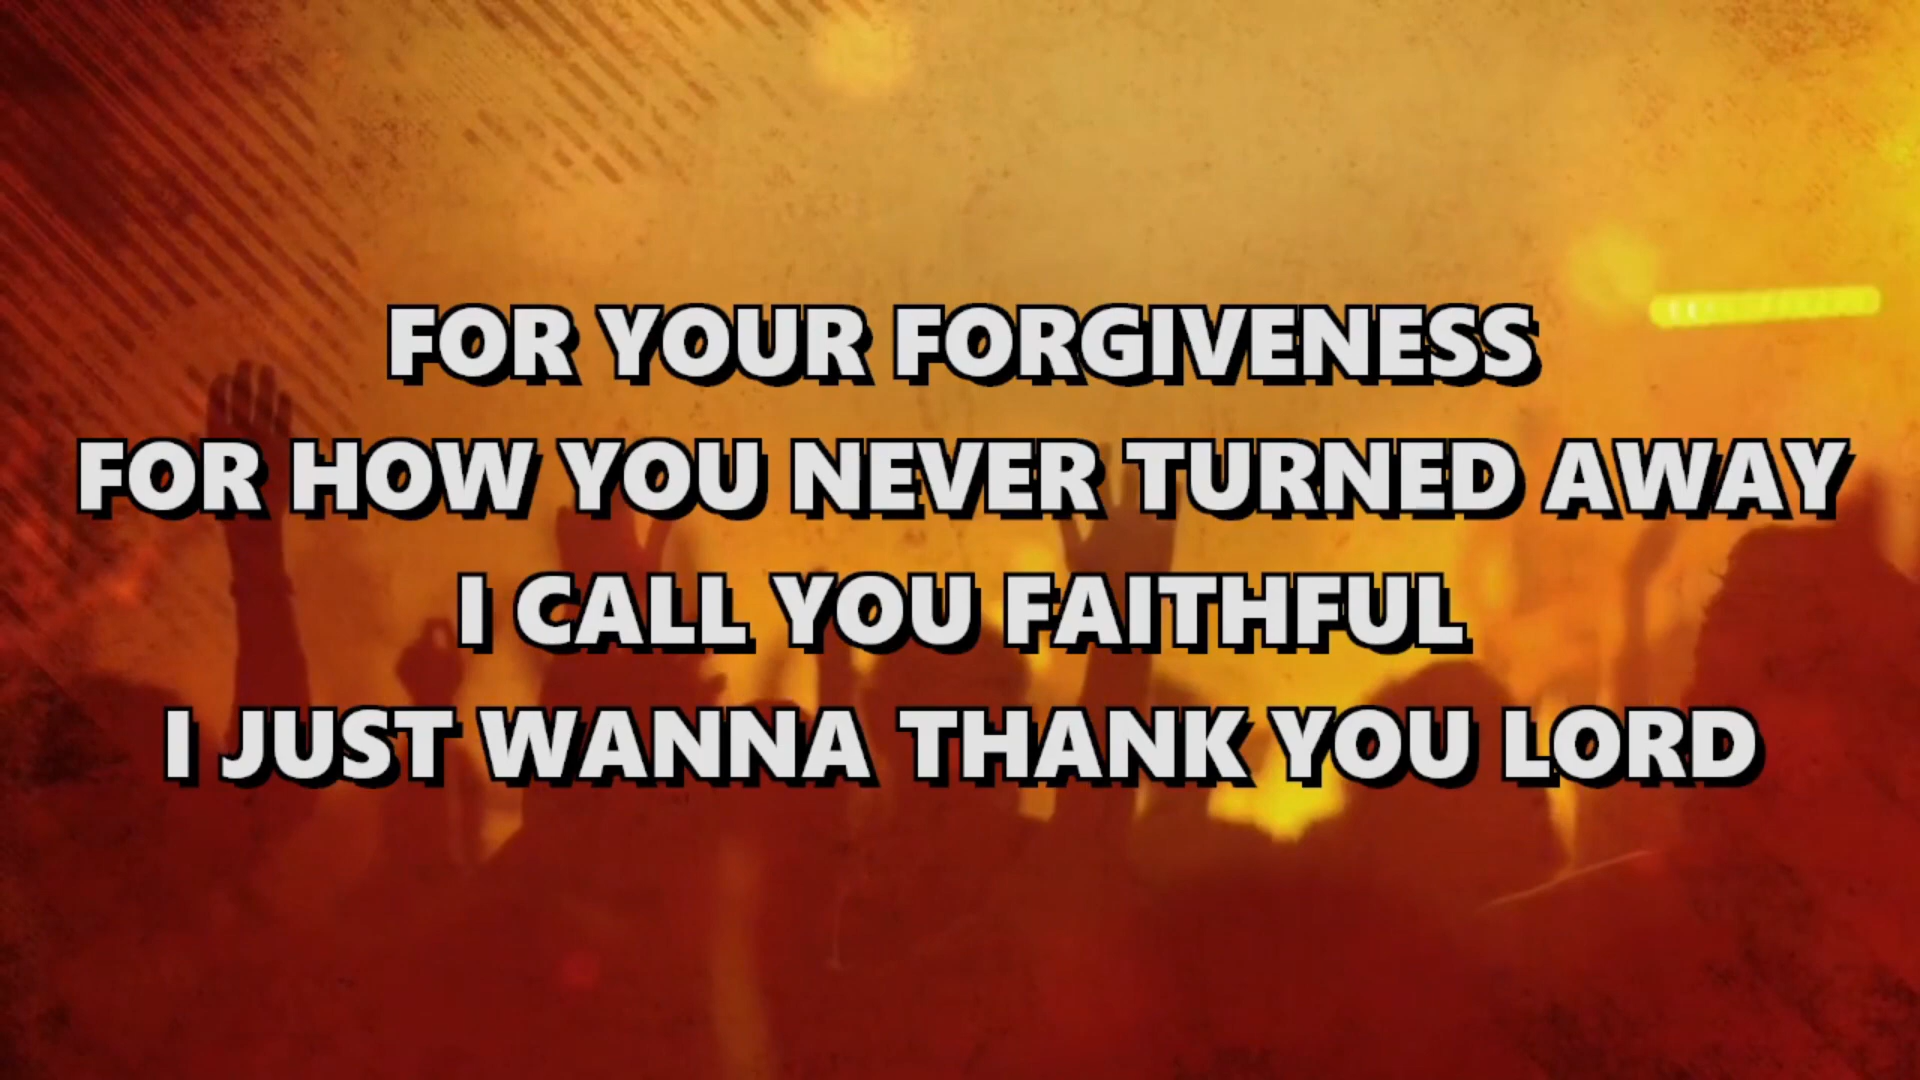 FOR YOUR FORGIVENESS
FOR HOW YOU NEVER TURNED AWAY
I CALL YOU FAITHFUL
I JUST WANNA THANK YOU LORD